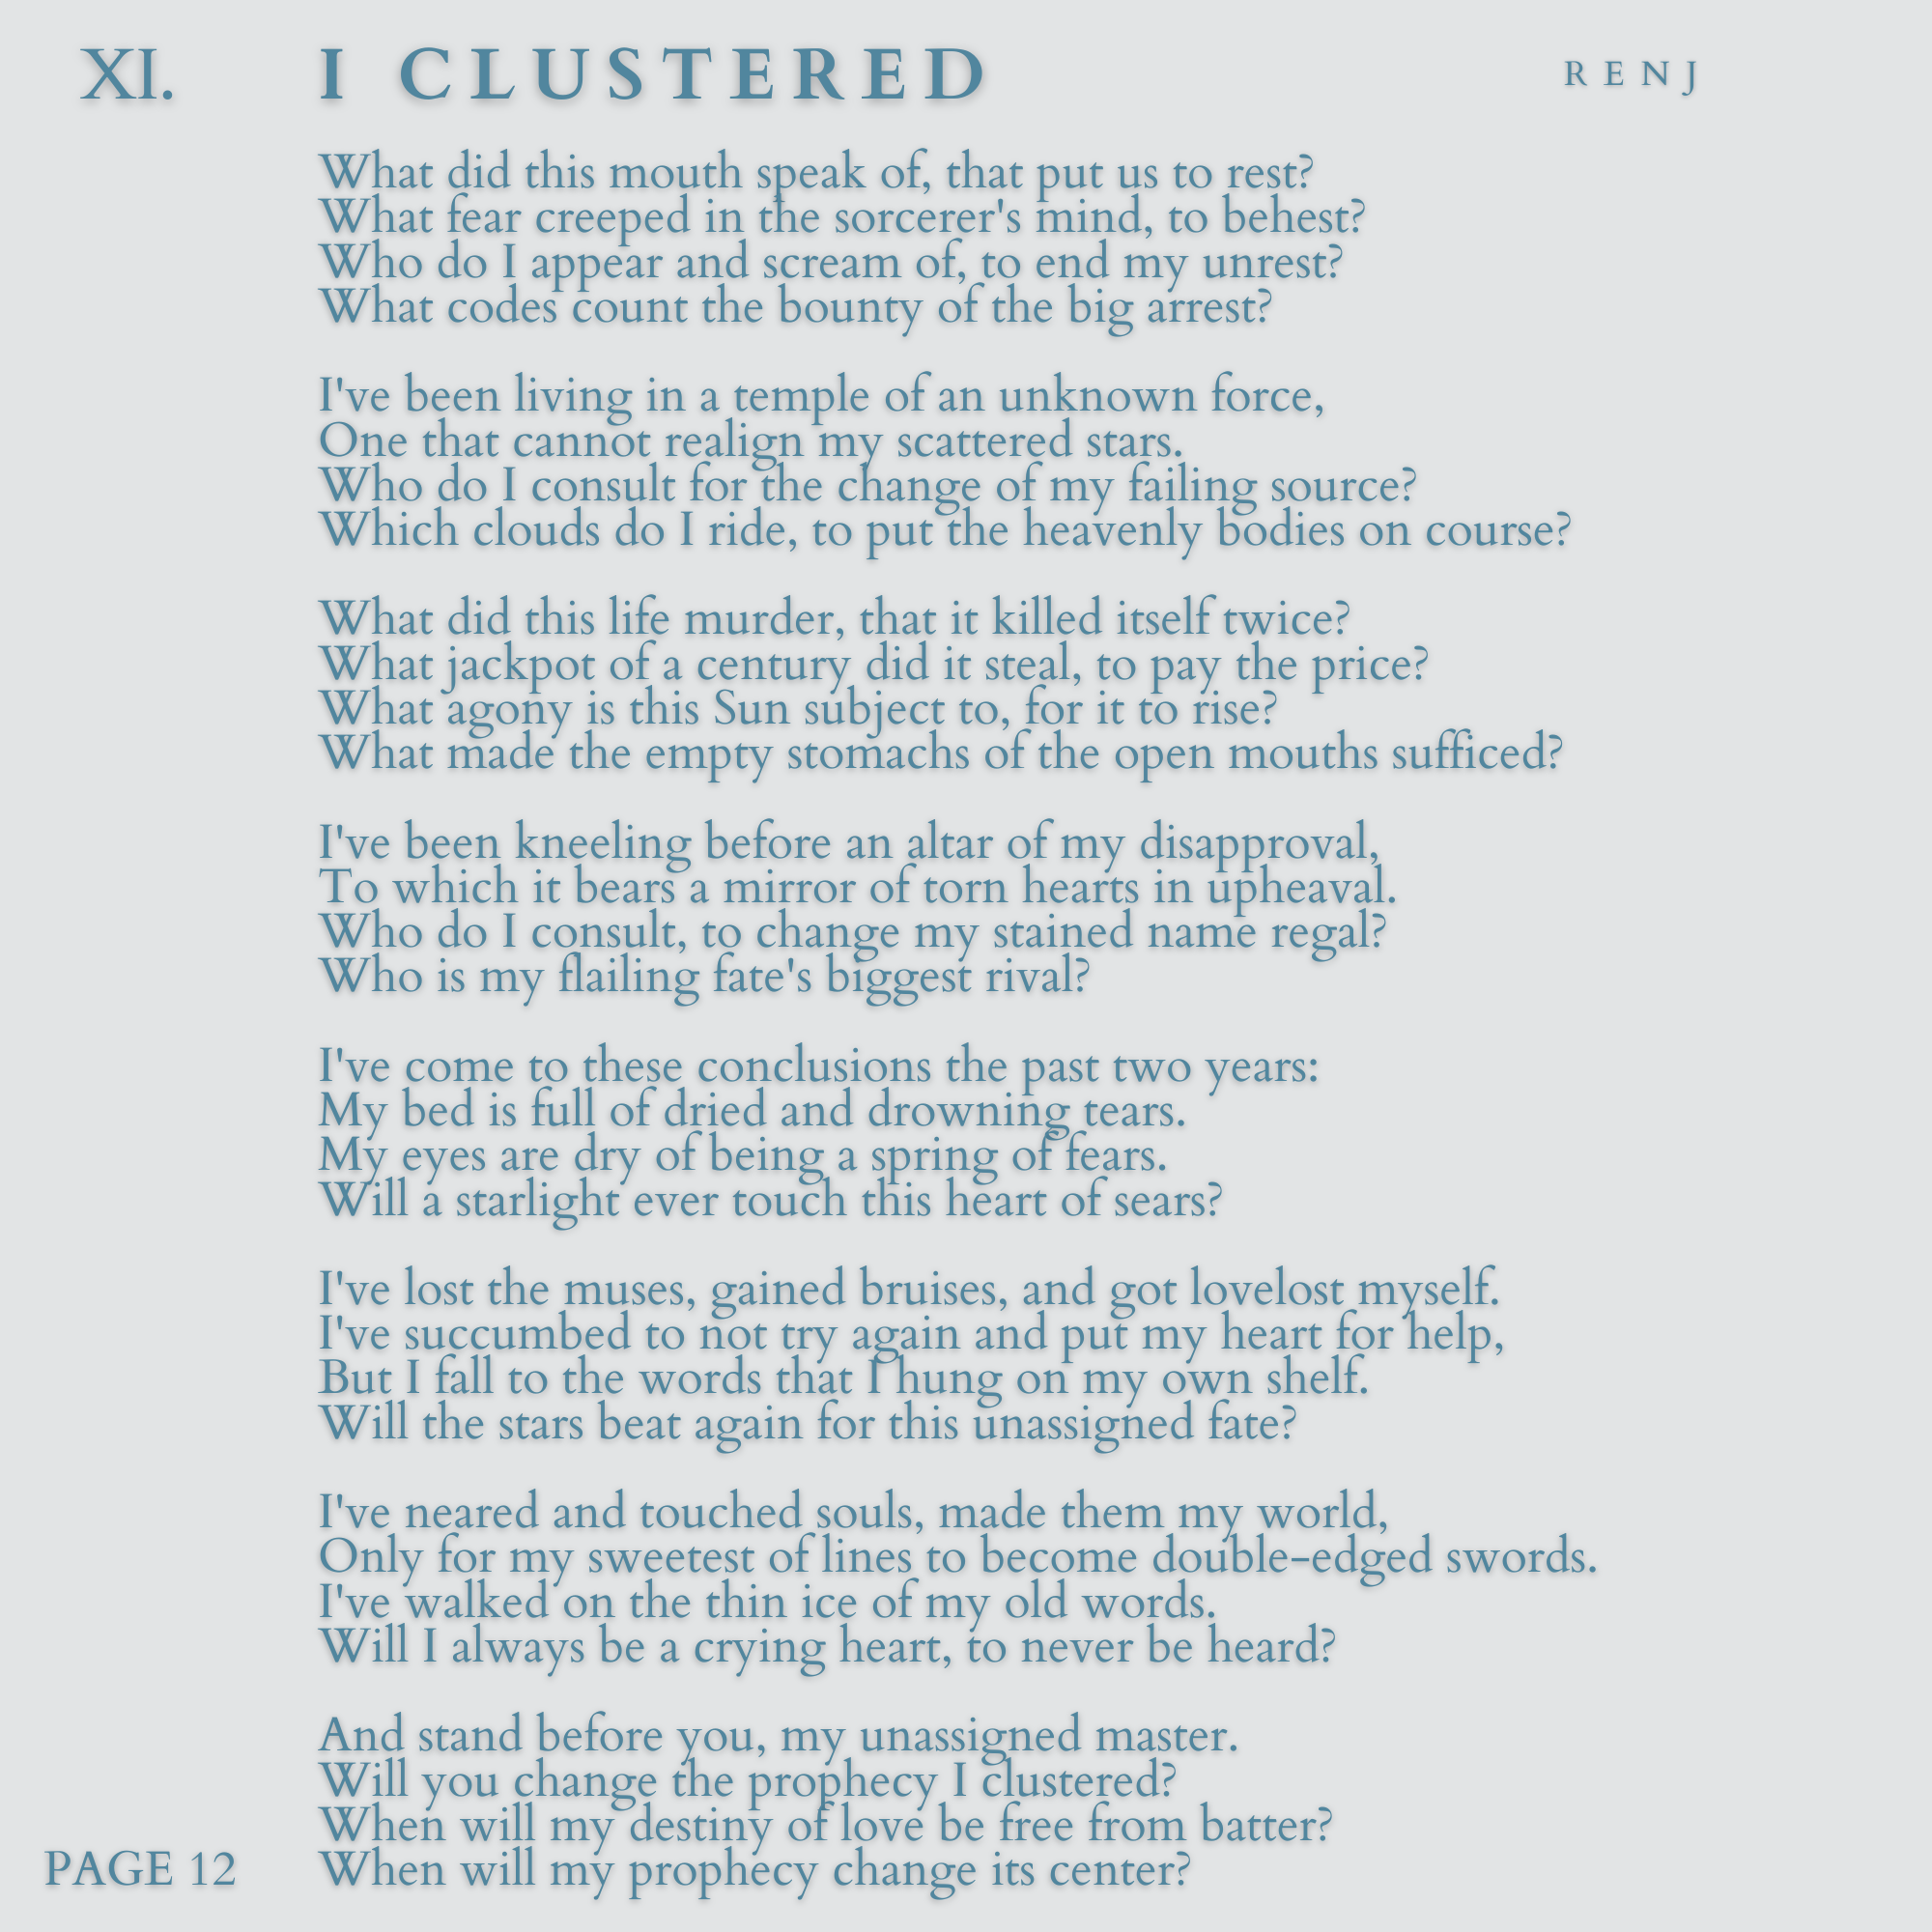 XI. I CLUSTERED RENJ
What did this mouth speak of, that put us to rest?
What fear creeped in the sorcerer's mind, to behest?
Who do I appear and scream of, to end my unrest?
What codes count the bounty of the big arrest?
I've been living in a temple of an unknown force,
One that cannot realign my scattered stars.
Who do I consult for the change of my failing source?
Which clouds do I ride, to put the heavenly bodies on course?
What did this life murder, that it killed itself twice?
What jackpot of a century did it steal, to pay the price?
What agony is this Sun subject to, for it to rise?
What made the empty stomachs of the open mouths sufficed?
I've been kneeling before an altar of my disapproval,
To which it bears a mirror of torn hearts in upheaval.
Who do I consult, to change my stained name regal?
Who is my flailing fate's biggest rival?
I've come to these conclusions the past two years:
My bed is full of dried and drowning tears.
My eyes are dry of being a spring of fears.
Will a starlight ever touch this heart of sears?
I've lost the muses, gained bruises, and got lovelost myself.
I've succumbed to not try again and put my heart for help,
But I fall to the words that I hung on my own shelf.
Will the stars beat again for this unassigned fate?
I've neared and touched souls, made them my world,
Only for my sweetest of lines to become double-edged swords.
I've walked on the thin ice of my old words.
Will I always be a crying heart, to never be heard?
And stand before you, my unassigned master.
Will you change the prophecy I clustered?
When will my destiny of love be free from batter?
When will my prophecy change its center?
PAGE 12